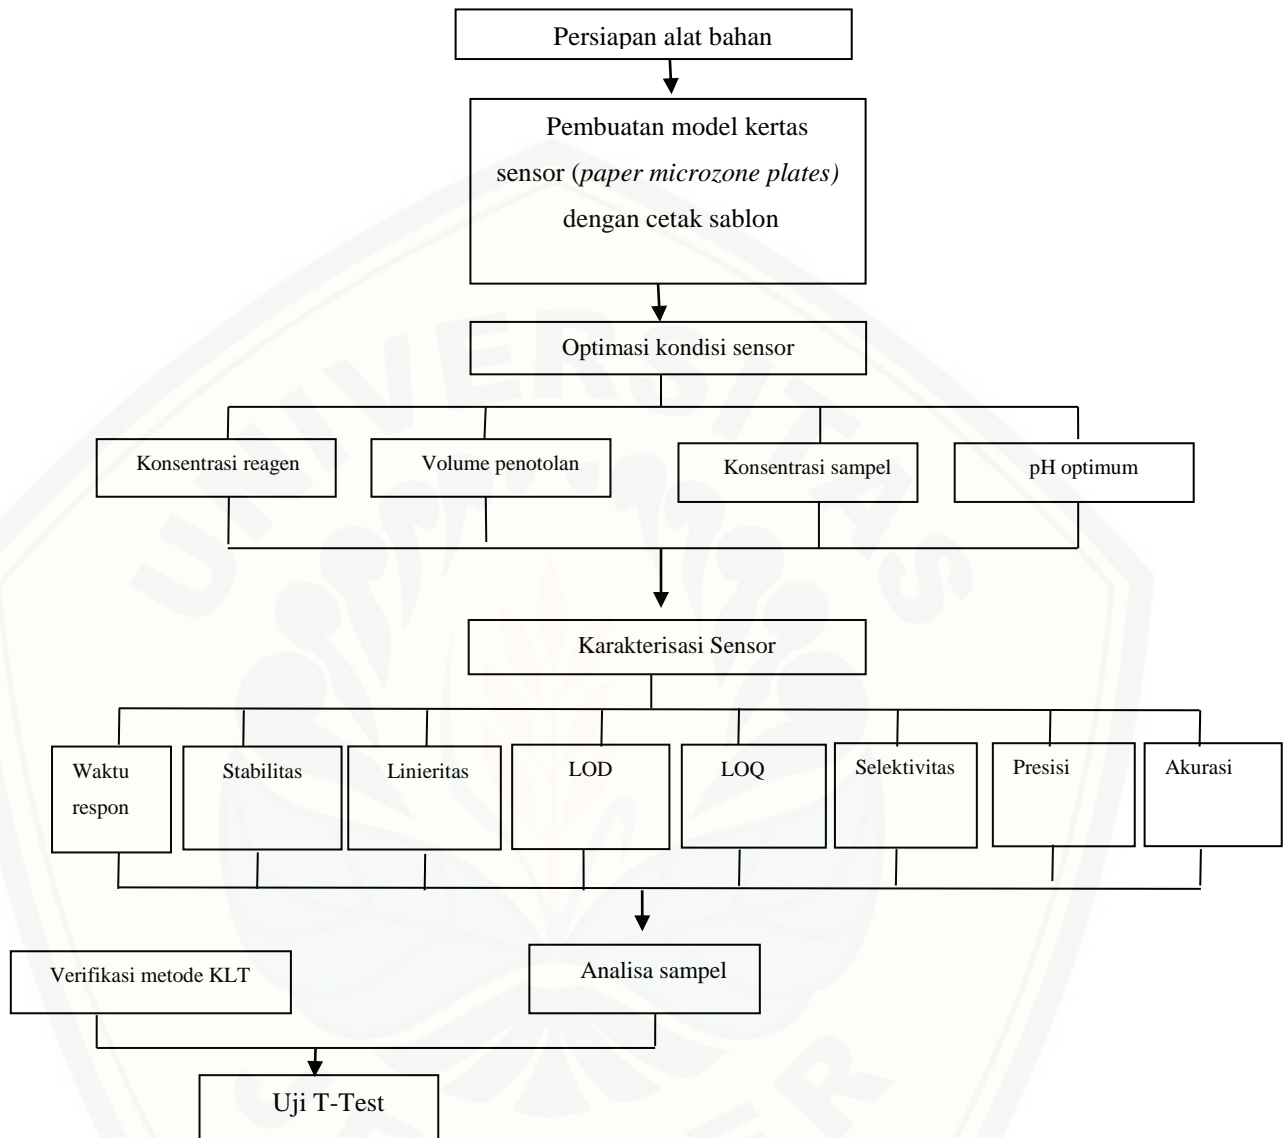 Persiapan alat bahan
Pembuatan model kertas
sensor (paper microzone plates)
dengan cetak sablon
Optimasi kondisi sensor
Konsentrasi reagen
Volume penotolan
Konsentrasi sampel
pH optimum
Karakterisasi Sensor
Waktu
respon
Stabilitas
Linieritas
LOD
LOQ
Selektivitas
Presisi
Akurasi
Verifikasi metode KLT
Analisa sampel
Uji T-Test
UNIVERSITAS